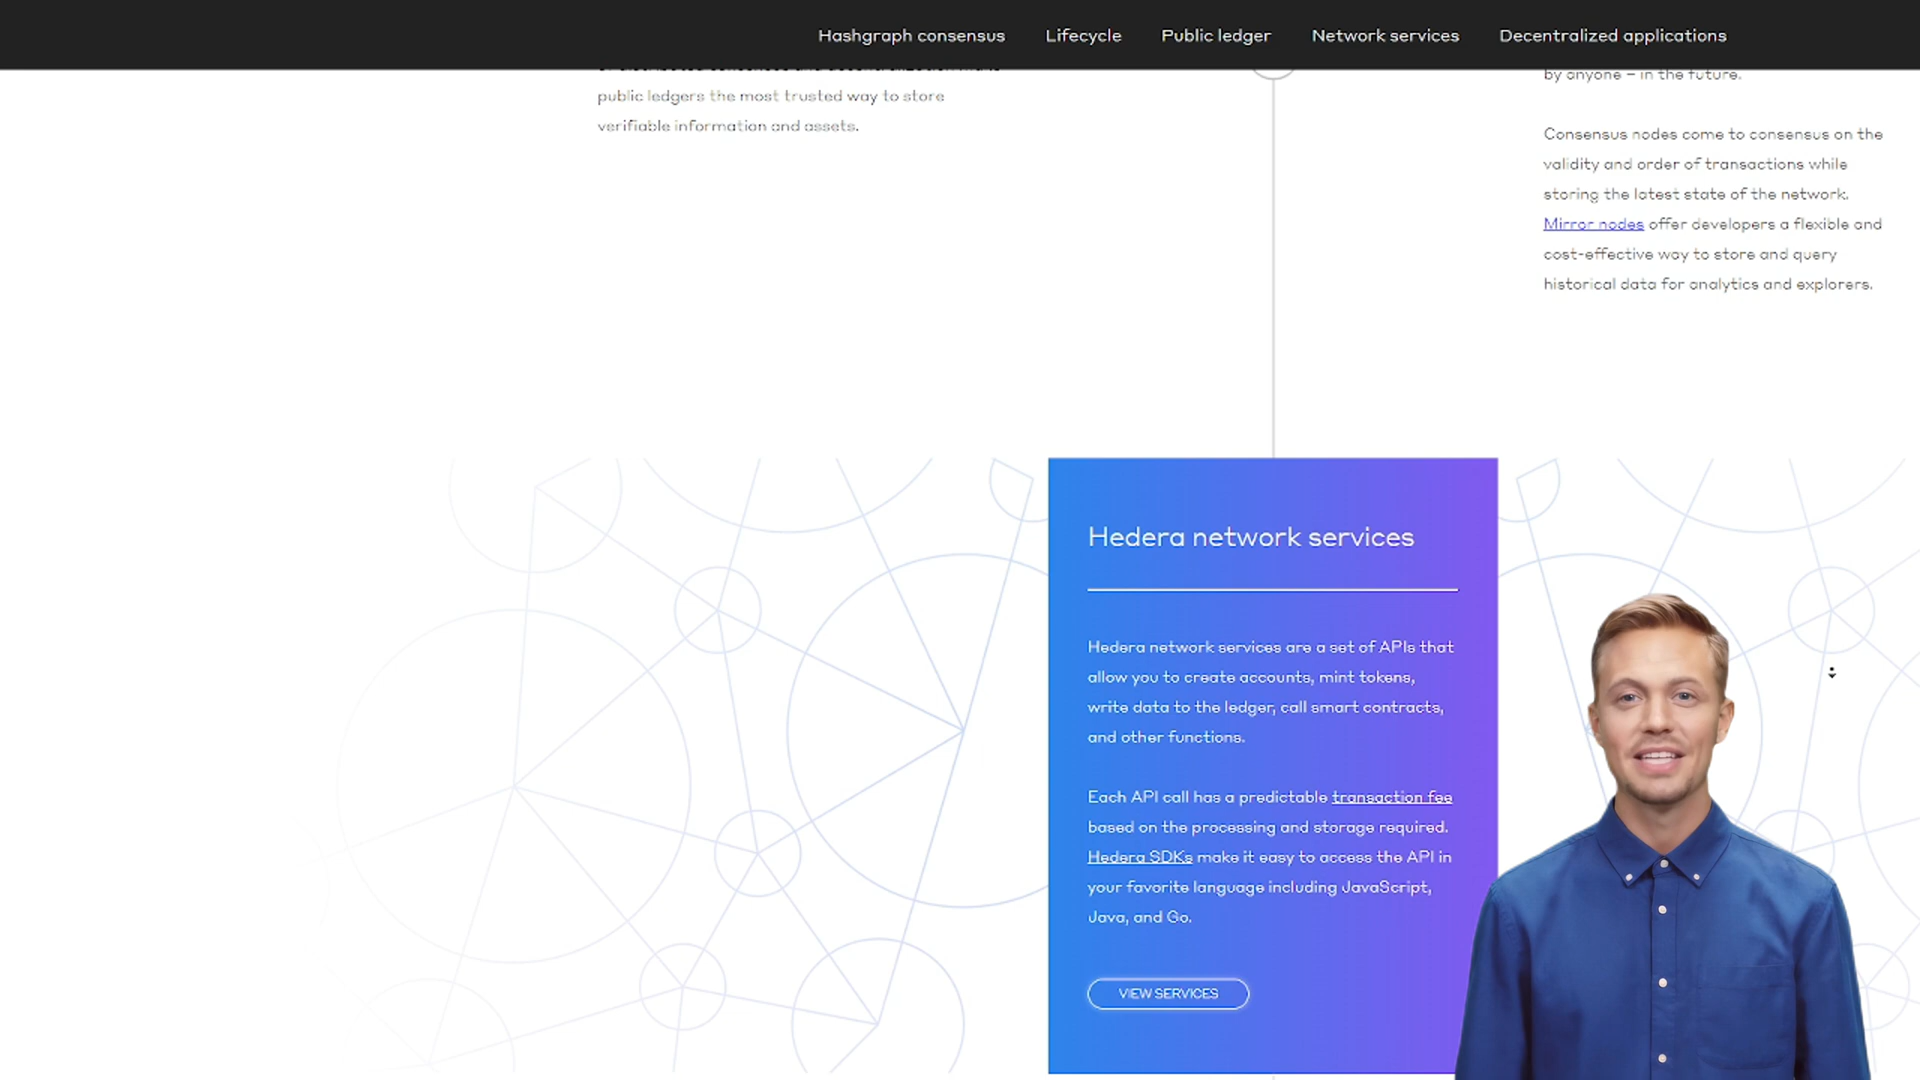 Hashgraph consensus
Lifecycle
Public ledger
Network services
Decentralized applications
public ledgers the most trusted way to store
verifiable information and assets.
by anyone – in the future.
Consensus nodes come to consensus on the
validity and order of transactions while
storing the latest state of the network.
Mirror nodes offer developers a flexible and
cost-effective way to store and query
historical data for analytics and explorers.
Hedera network services
Hedera network services are a set of APIs that
allow you to create accounts, mint tokens,
write data to the ledger, call smart contracts,
and other functions.
Each API call has a predictable transaction fee
based on the processing and storage required.
Hedera SDKs make it easy to access the API in
your favorite language including JavaScript,
Java, and Go.
VIEW SERVICES